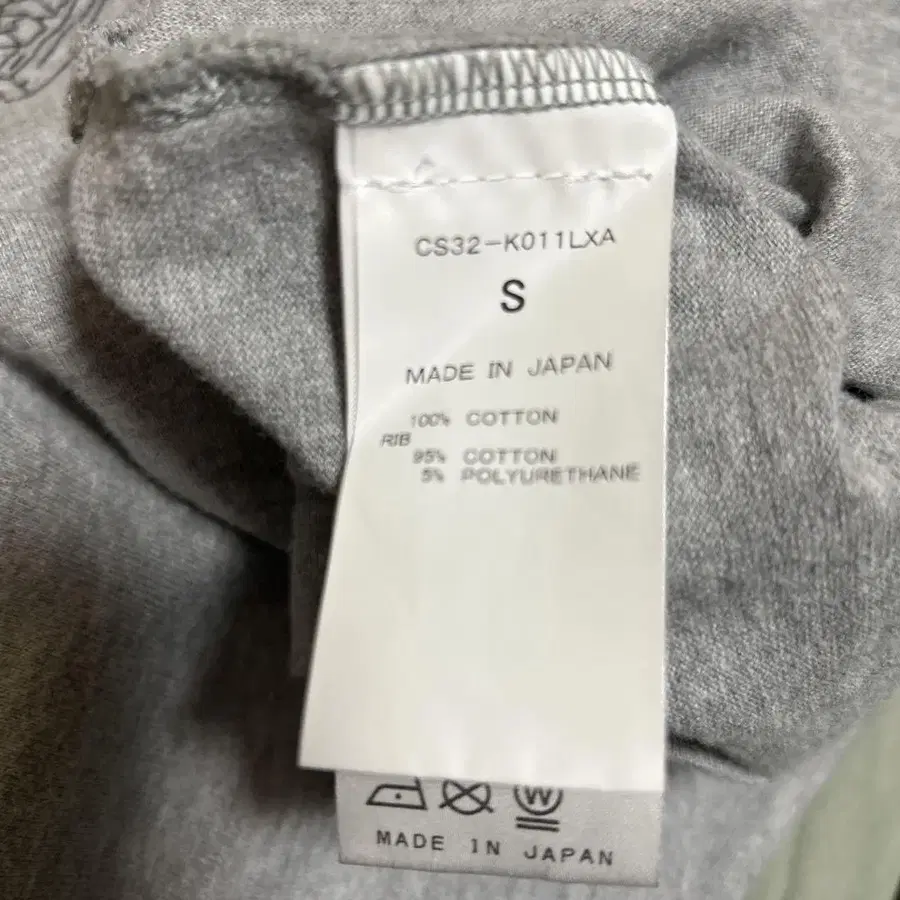 CS32-K011LXA
S
MADE IN JAPAN
100% COTTON
RIB
95% COTTON
5% POLYURETHANE
W
MADE IN JAPAN